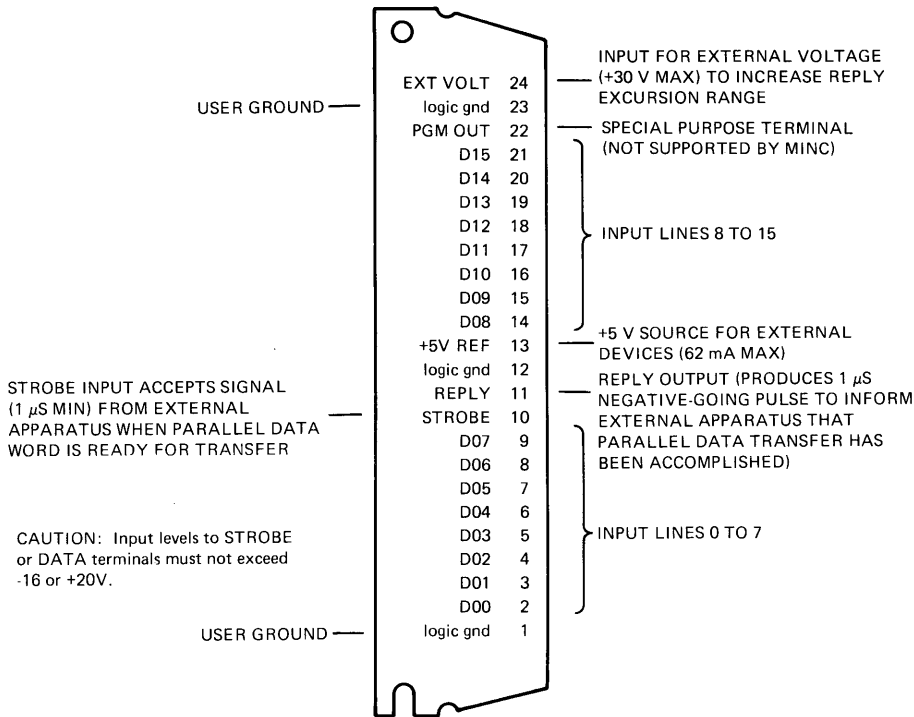 INPUT FOR EXTERNAL VOLTAGE
(+30 V MAX) TO INCREASE REPLY
EXCURSION RANGE
EXT VOLT 24
USER GROUND
logic gnd 23
PGM OUT 22
SPECIAL PURPOSE TERMINAL
(NOT SUPPORTED BY MINC)
D15 21
D14 20
D13 19
D12 18
INPUT LINES 8 TO 15
D11 17
D10 16
D09 15
D08 14
+5V REF 13
+5 V SOURCE FOR EXTERNAL
DEVICES (62 mA MAX)
logic gnd 12
REPLY 11
REPLY OUTPUT (PRODUCES 1 μS
NEGATIVE-GOING PULSE TO INFORM
EXTERNAL APPARATUS THAT
PARALLEL DATA TRANSFER HAS
BEEN ACCOMPLISHED)
STROBE INPUT ACCEPTS SIGNAL
(1 μS MIN) FROM EXTERNAL
APPARATUS WHEN PARALLEL DATA
WORD IS READY FOR TRANSFER
STROBE 10
D07 9
D06 8
D05 7
D04 6
D03 5
INPUT LINES 0 TO 7
D02 4
D01 3
D00 2
CAUTION: Input levels to STROBE
or DATA terminals must not exceed
-16 or +20V.
USER GROUND
logic gnd 1